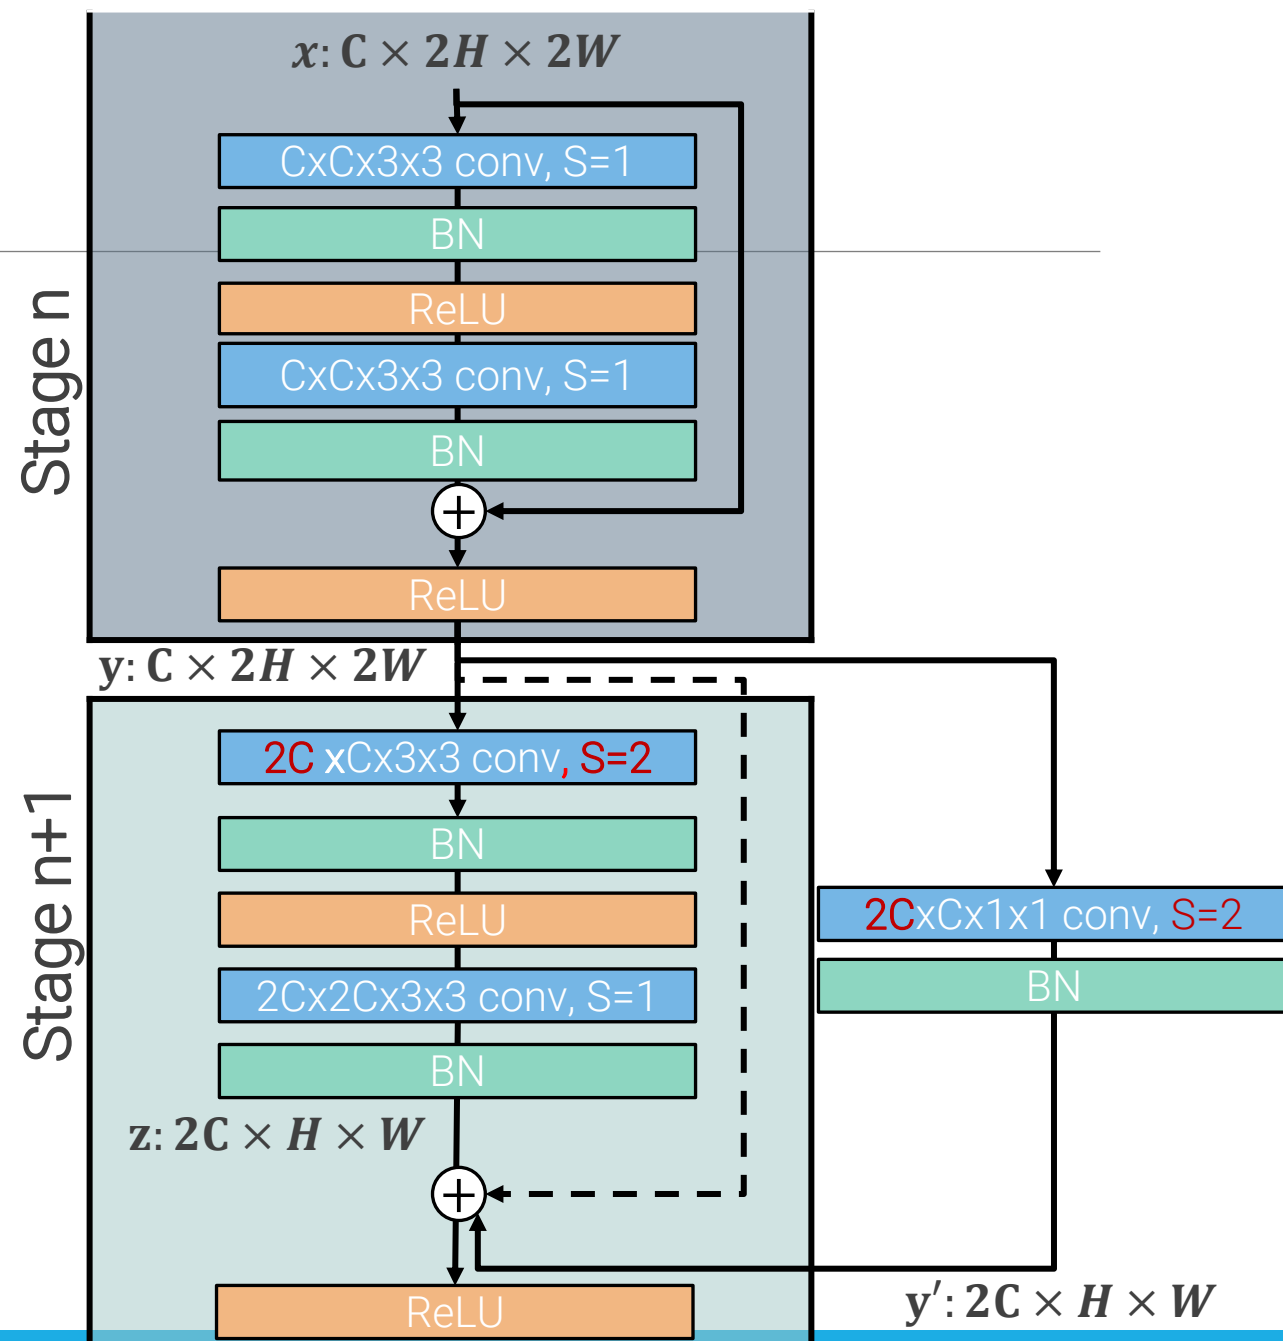 x: C × 2H × 2W
CxCx3x3 conv, S=1
BN
ReLU
CxCx3x3 conv, S=1
BN
+
ReLU
Stage n
y: C × 2H × 2W
2C xCx3x3 conv, S=2
BN
ReLU
2Cx2Cx3x3 conv, S=1
BN
z: 2C × H × W
+
ReLU
Stage n+1
2CxCx1x1 conv, S=2
BN
y′: 2C × H × W